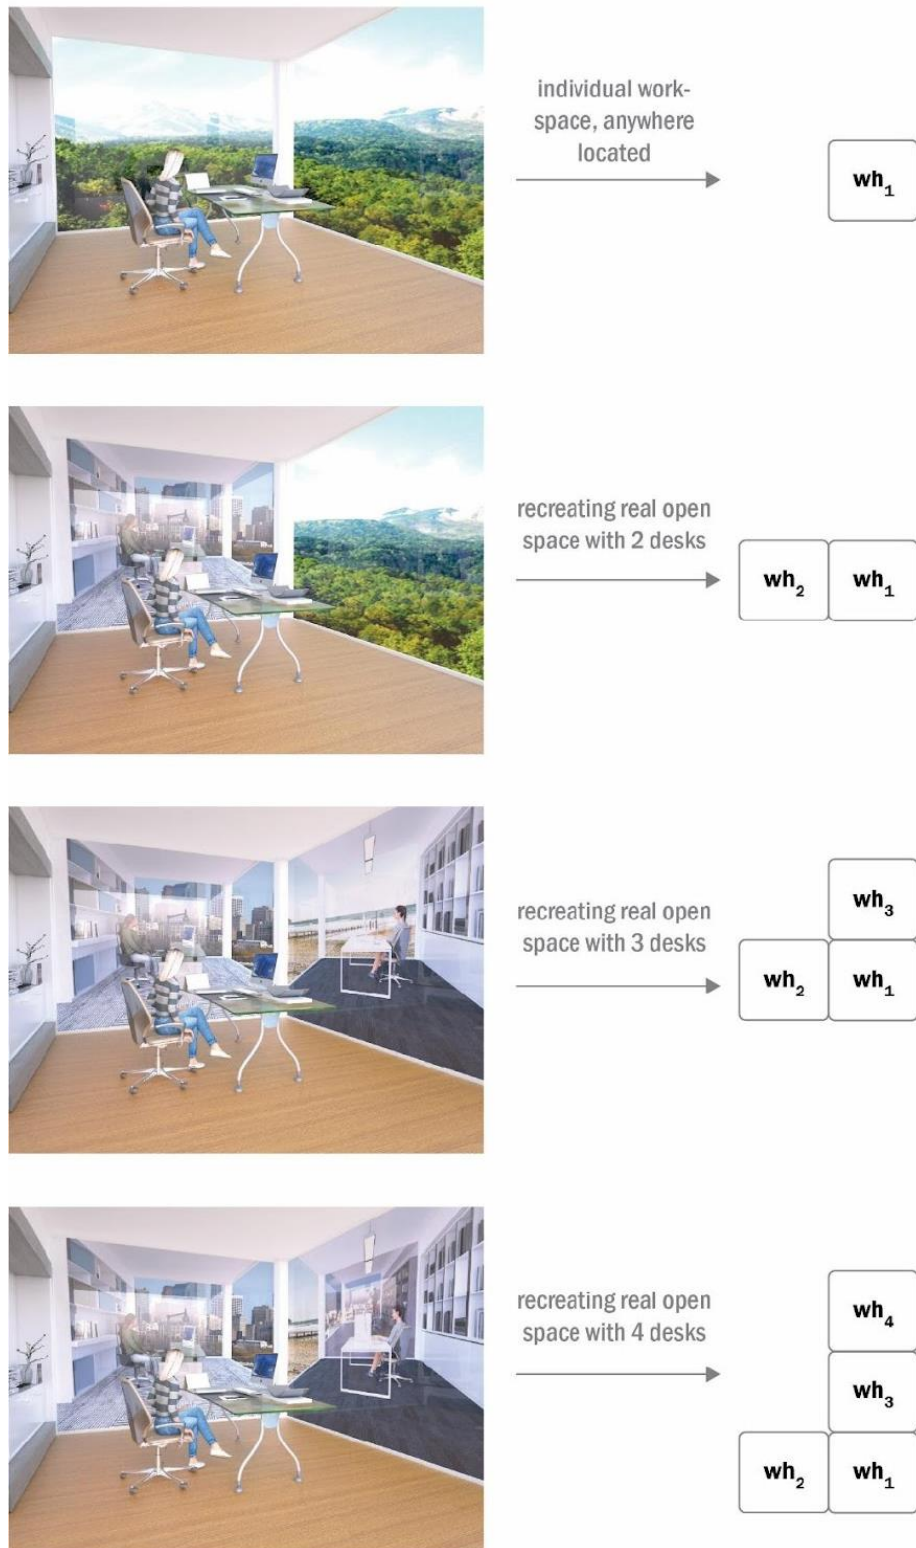 individual work-
space, anywhere
located
wh₁
recreating real open
space with 2 desks
wh₂ wh₁
recreating real open
space with 3 desks
wh₃
wh₂ wh₁
recreating real open
space with 4 desks
wh₄
wh₃
wh₂ wh₁